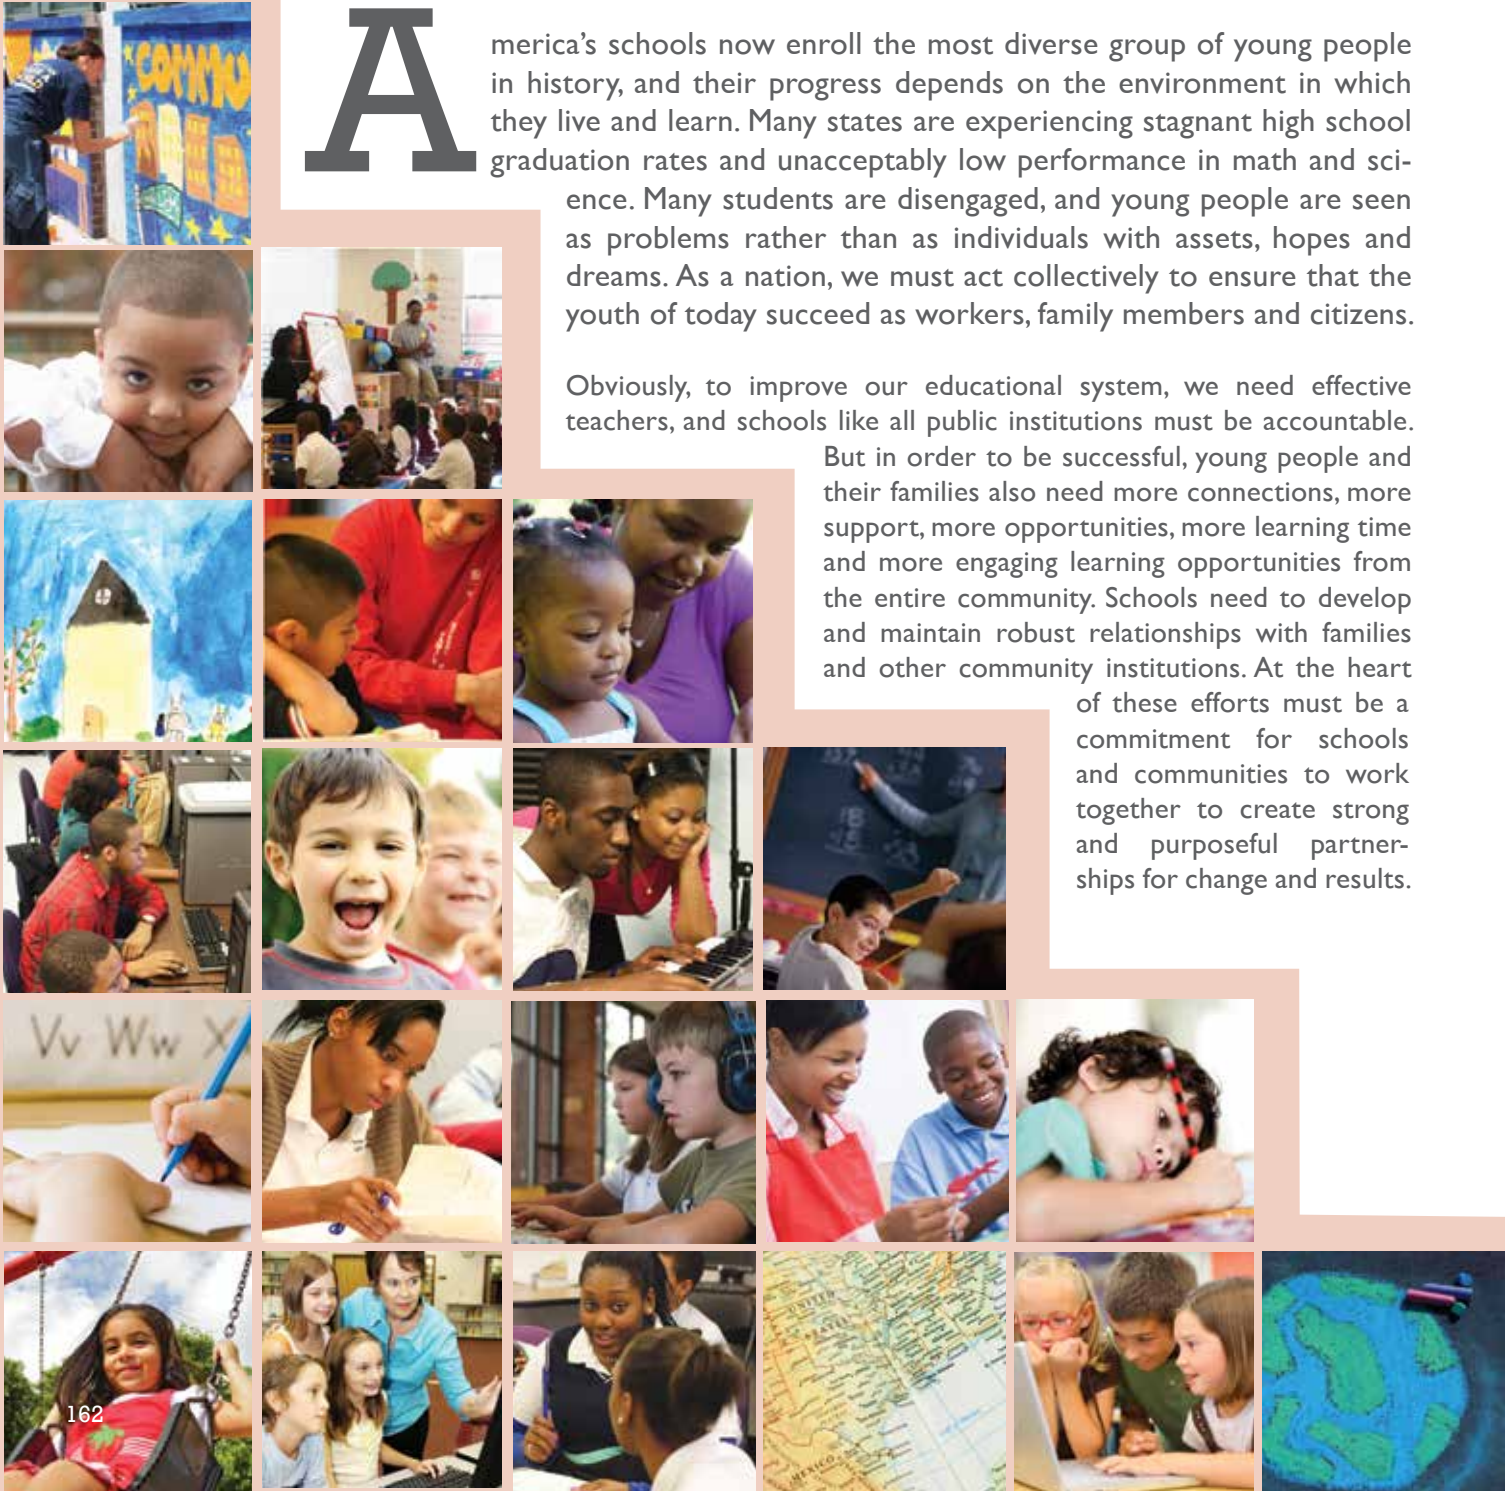 COMMU
America's schools now enroll the most diverse group of young people
in history, and their progress depends on the environment in which
they live and learn. Many states are experiencing stagnant high school
graduation rates and unacceptably low performance in math and sci-
ence. Many students are disengaged, and young people are seen
as problems rather than as individuals with assets, hopes and
dreams. As a nation, we must act collectively to ensure that the
youth of today succeed as workers, family members and citizens.
Obviously, to improve our educational system, we need effective
teachers, and schools like all public institutions must be accountable.
But in order to be successful, young people and
their families also need more connections, more
support, more opportunities, more learning time
and more engaging learning opportunities from
the entire community. Schools need to develop
and maintain robust relationships with families
and other community institutions. At the heart
of these efforts must be a
commitment for schools
and communities to work
together to create strong
and purposeful partner-
ships for change and results.
Vv Ww X
UNITED
STATES
MEXICO
162